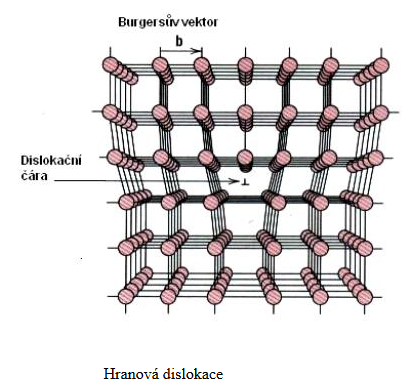 Burgersův vektor
b
Dislokační
čára
⊥
Hranová dislokace